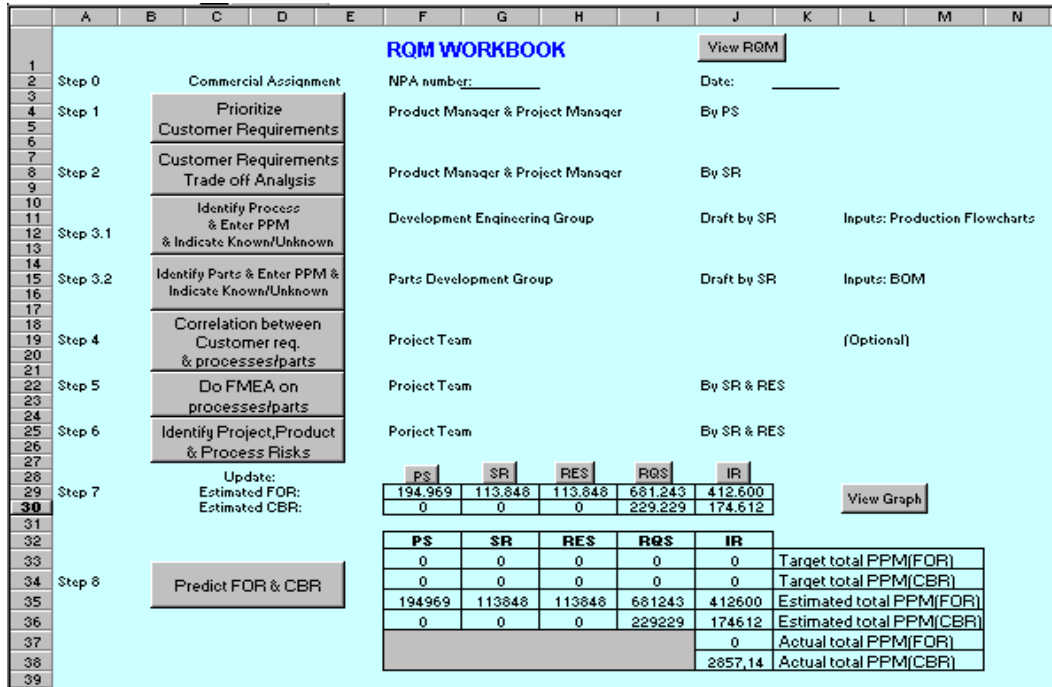 A B C D E F G H I J K L M N
1 RQM WORKBOOK View RQM
2 Step 0 Commercial Assignment NPA number: Date:
3
4 Step 1 Prioritize Product Manager & Project Manager By PS
5 Customer Requirements
6
7 Customer Requirements
8 Step 2 Trade off Analysis Product Manager & Project Manager By SR
9
10 Identify Process
11 & Enter PPM Development Engineering Group Draft by SR Inputs: Production Flowcharts
12 Step 3.1 & Indicate Known/Unknown
13
14
15 Step 3.2 Identify Parts & Enter PPM & Parts Development Group Draft by SR Inputs: BOM
16 Indicate Known/Unknown
17
18 Correlation between
19 Step 4 Customer req. Project Team (Optional)
20 & processes/parts
21
22 Step 5 Do FMEA on Project Team By SR & RES
23 processes/parts
24
25 Step 6 Identify Project,Product Porject Team By SR & RES
26 & Process Risks
27
28 Update: PS SR RES RQS IR
29 Step 7 Estimated FOR: 194.969 113.848 113.848 681.243 412.600 View Graph
30 Estimated CBR: 0 0 0 229.229 174.612
31
32 PS SR RES RQS IR
33 0 0 0 0 0 Target total PPM(FOR)
34 Step 8 Predict FOR & CBR 0 0 0 0 0 Target total PPM(CBR)
35 194969 113848 113848 681243 412600 Estimated total PPM(FOR)
36 0 0 0 229229 174612 Estimated total PPM(CBR)
37 0 Actual total PPM(FOR)
38 2857,14 Actual total PPM(CBR)
39